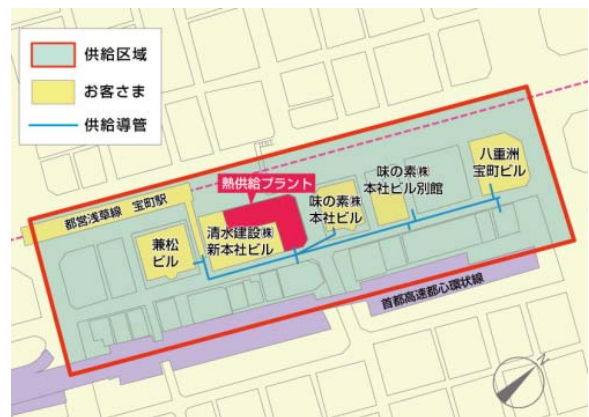 供給区域
お客さま
供給導管
熱供給プラント
都営浅草線 宝町駅
兼松
ビル
清水建設㈱
新本社ビル
味の素㈱
本社ビル
味の素㈱
本社ビル別館
八重洲
宝町ビル
首都高速都心環状線
N